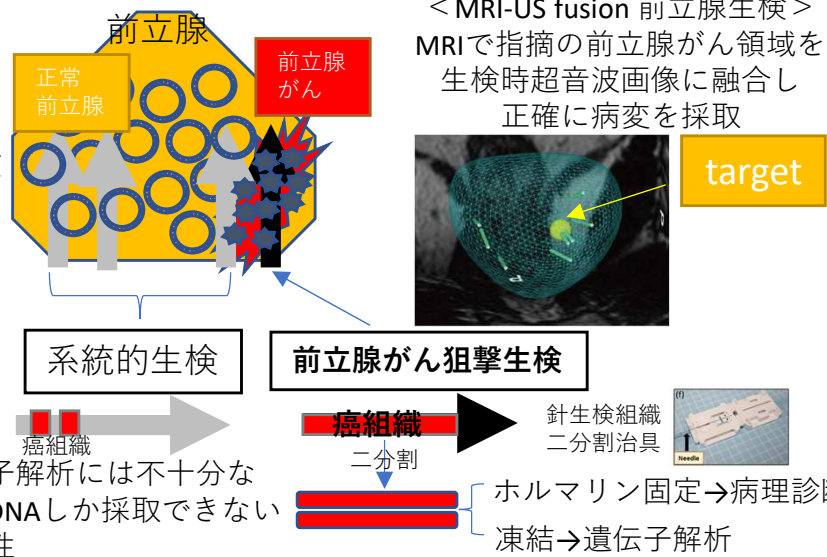 前立腺
正常
前立腺
前立腺
がん
＜MRI-US fusion 前立腺生検＞
MRIで指摘の前立腺がん領域を
生検時超音波画像に融合し
正確に病変を採取
target
系統的生検
前立腺がん狙撃生検
癌組織
子解析には不十分な
DNAしか採取できない
性
癌組織
二分割
針生検組織
二分割治具
(f)
Needle
ホルマリン固定→病理診断
凍結→遺伝子解析